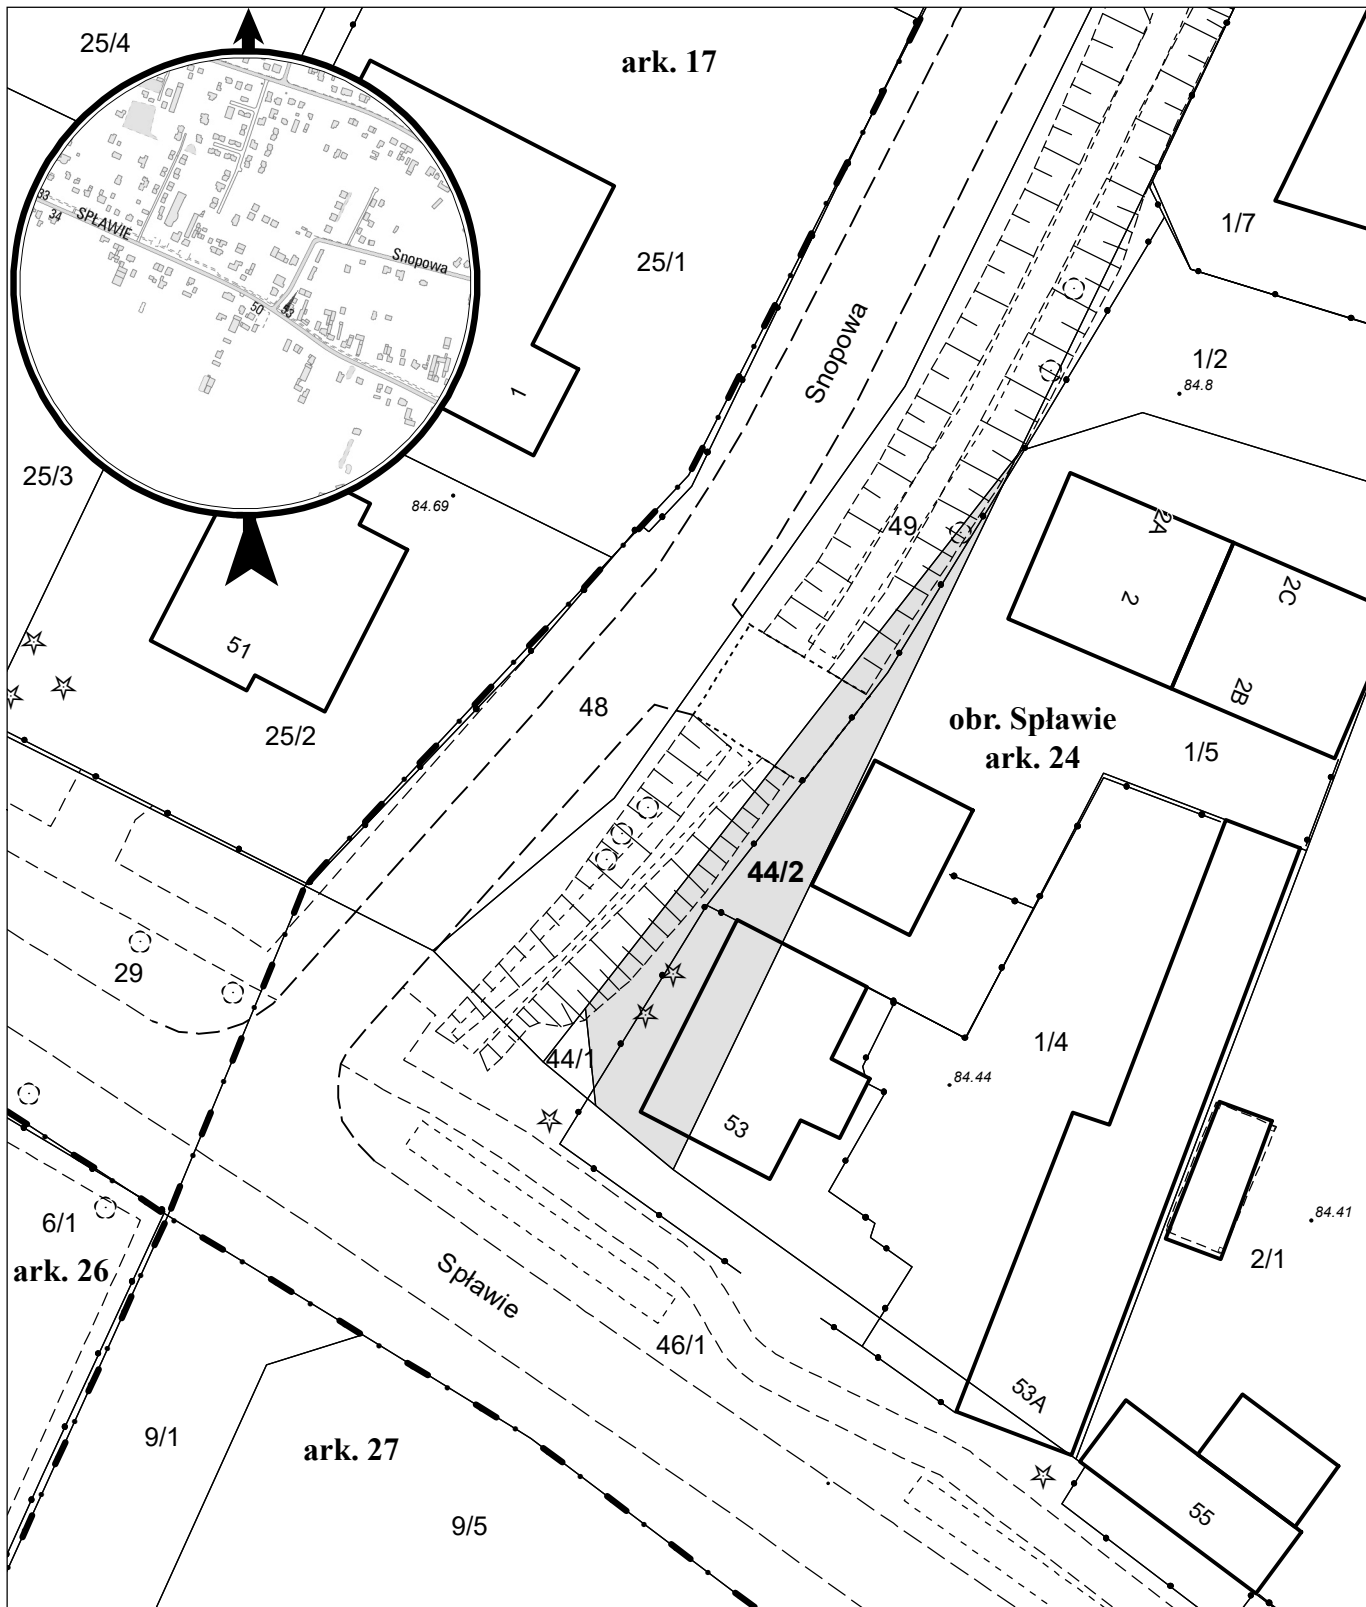 25/4
ark. 17
33
34
SPŁAWIE
Snopowa
50
53
25/1
1/7
Snopowa
1/2
84.8
1
25/3
84.69
49
2A
2
2C
2B
51
48
25/2
obr. Spławie
ark. 24
1/5
44/2
29
44/1
1/4
84.44
53
84.41
6/1
2/1
ark. 26
Spławie
46/1
53A
9/1
ark. 27
55
9/5